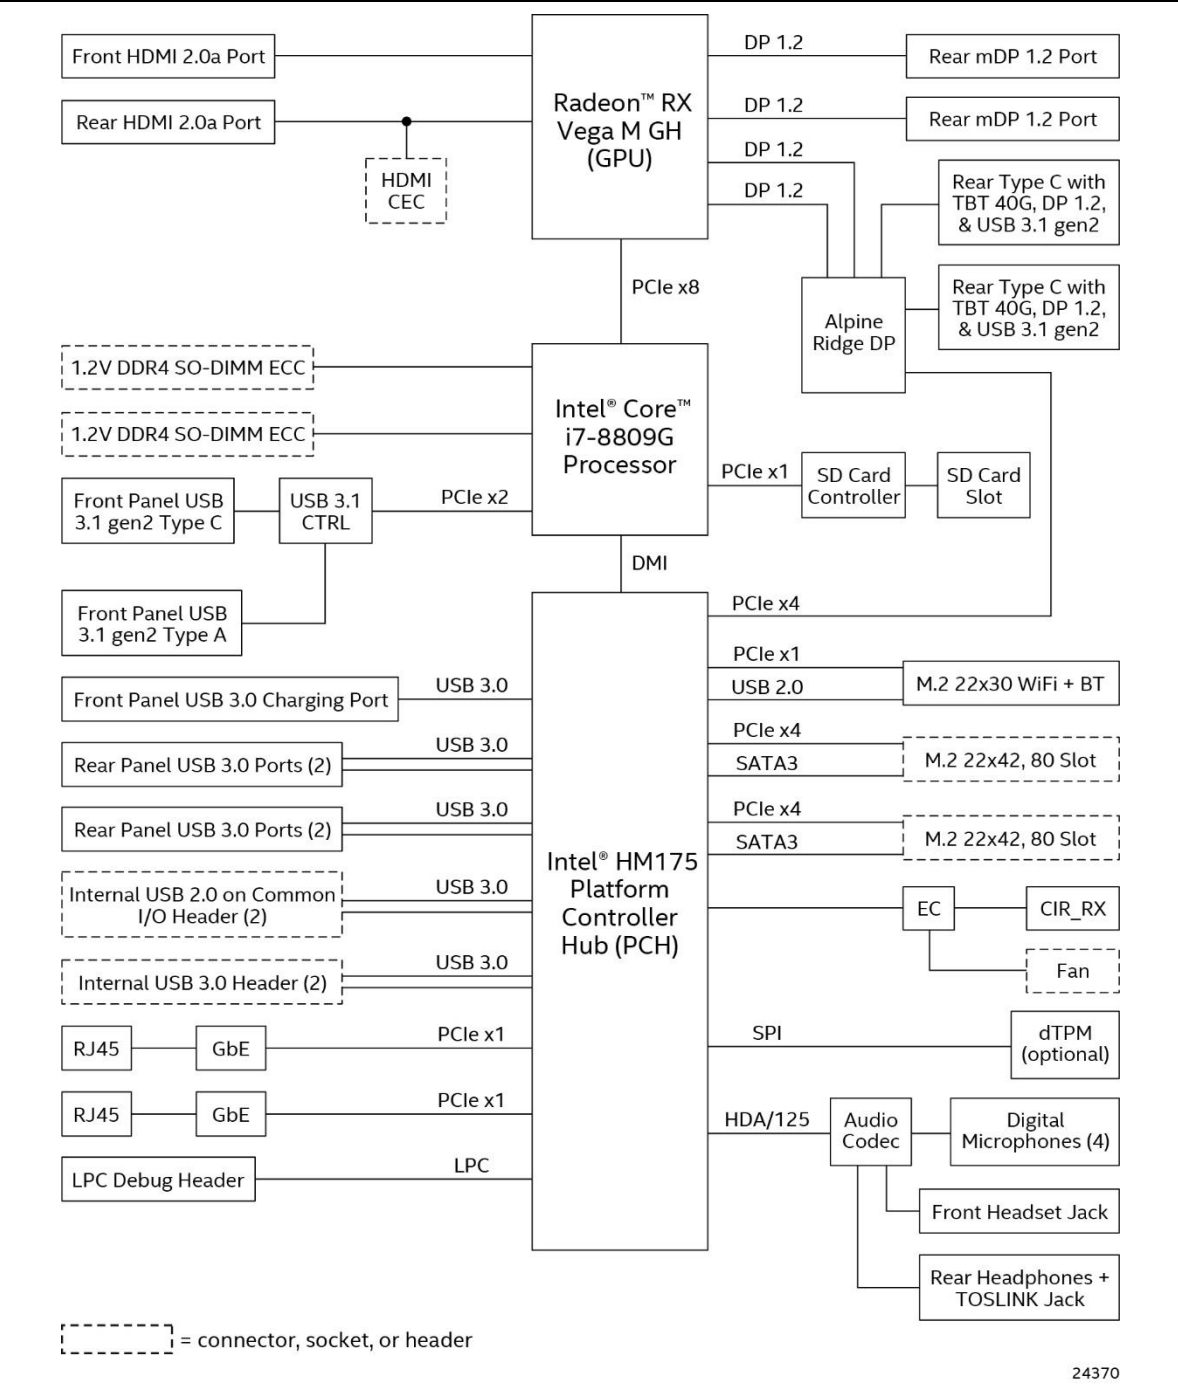 Front HDMI 2.0a Port
Rear HDMI 2.0a Port
HDMI
CEC
Radeon™ RX
Vega M GH
(GPU)
DP 1.2
Rear mDP 1.2 Port
DP 1.2
Rear mDP 1.2 Port
DP 1.2
DP 1.2
Rear Type C with
TBT 40G, DP 1.2,
& USB 3.1 gen2
Rear Type C with
TBT 40G, DP 1.2,
& USB 3.1 gen2
Alpine
Ridge DP
PCIe x8
1.2V DDR4 SO-DIMM ECC
1.2V DDR4 SO-DIMM ECC
Intel® Core™
i7-8809G
Processor
Front Panel USB
3.1 gen2 Type C
USB 3.1
CTRL
PCIe x2
PCIe x1
SD Card
Controller
SD Card
Slot
Front Panel USB
3.1 gen2 Type A
DMI
PCIe x4
Front Panel USB 3.0 Charging Port
USB 3.0
Rear Panel USB 3.0 Ports (2)
USB 3.0
Rear Panel USB 3.0 Ports (2)
USB 3.0
Internal USB 2.0 on Common
I/O Header (2)
USB 3.0
Internal USB 3.0 Header (2)
USB 3.0
RJ45
GbE
PCIe x1
RJ45
GbE
PCIe x1
LPC Debug Header
LPC
Intel® HM175
Platform
Controller
Hub (PCH)
PCIe x1
USB 2.0
M.2 22x30 WiFi + BT
PCIe x4
SATA3
M.2 22x42, 80 Slot
PCIe x4
SATA3
M.2 22x42, 80 Slot
EC
CIR_RX
Fan
SPI
dTPM
(optional)
HDA/125
Audio
Codec
Digital
Microphones (4)
Front Headset Jack
Rear Headphones +
TOSLINK Jack
= connector, socket, or header
24370